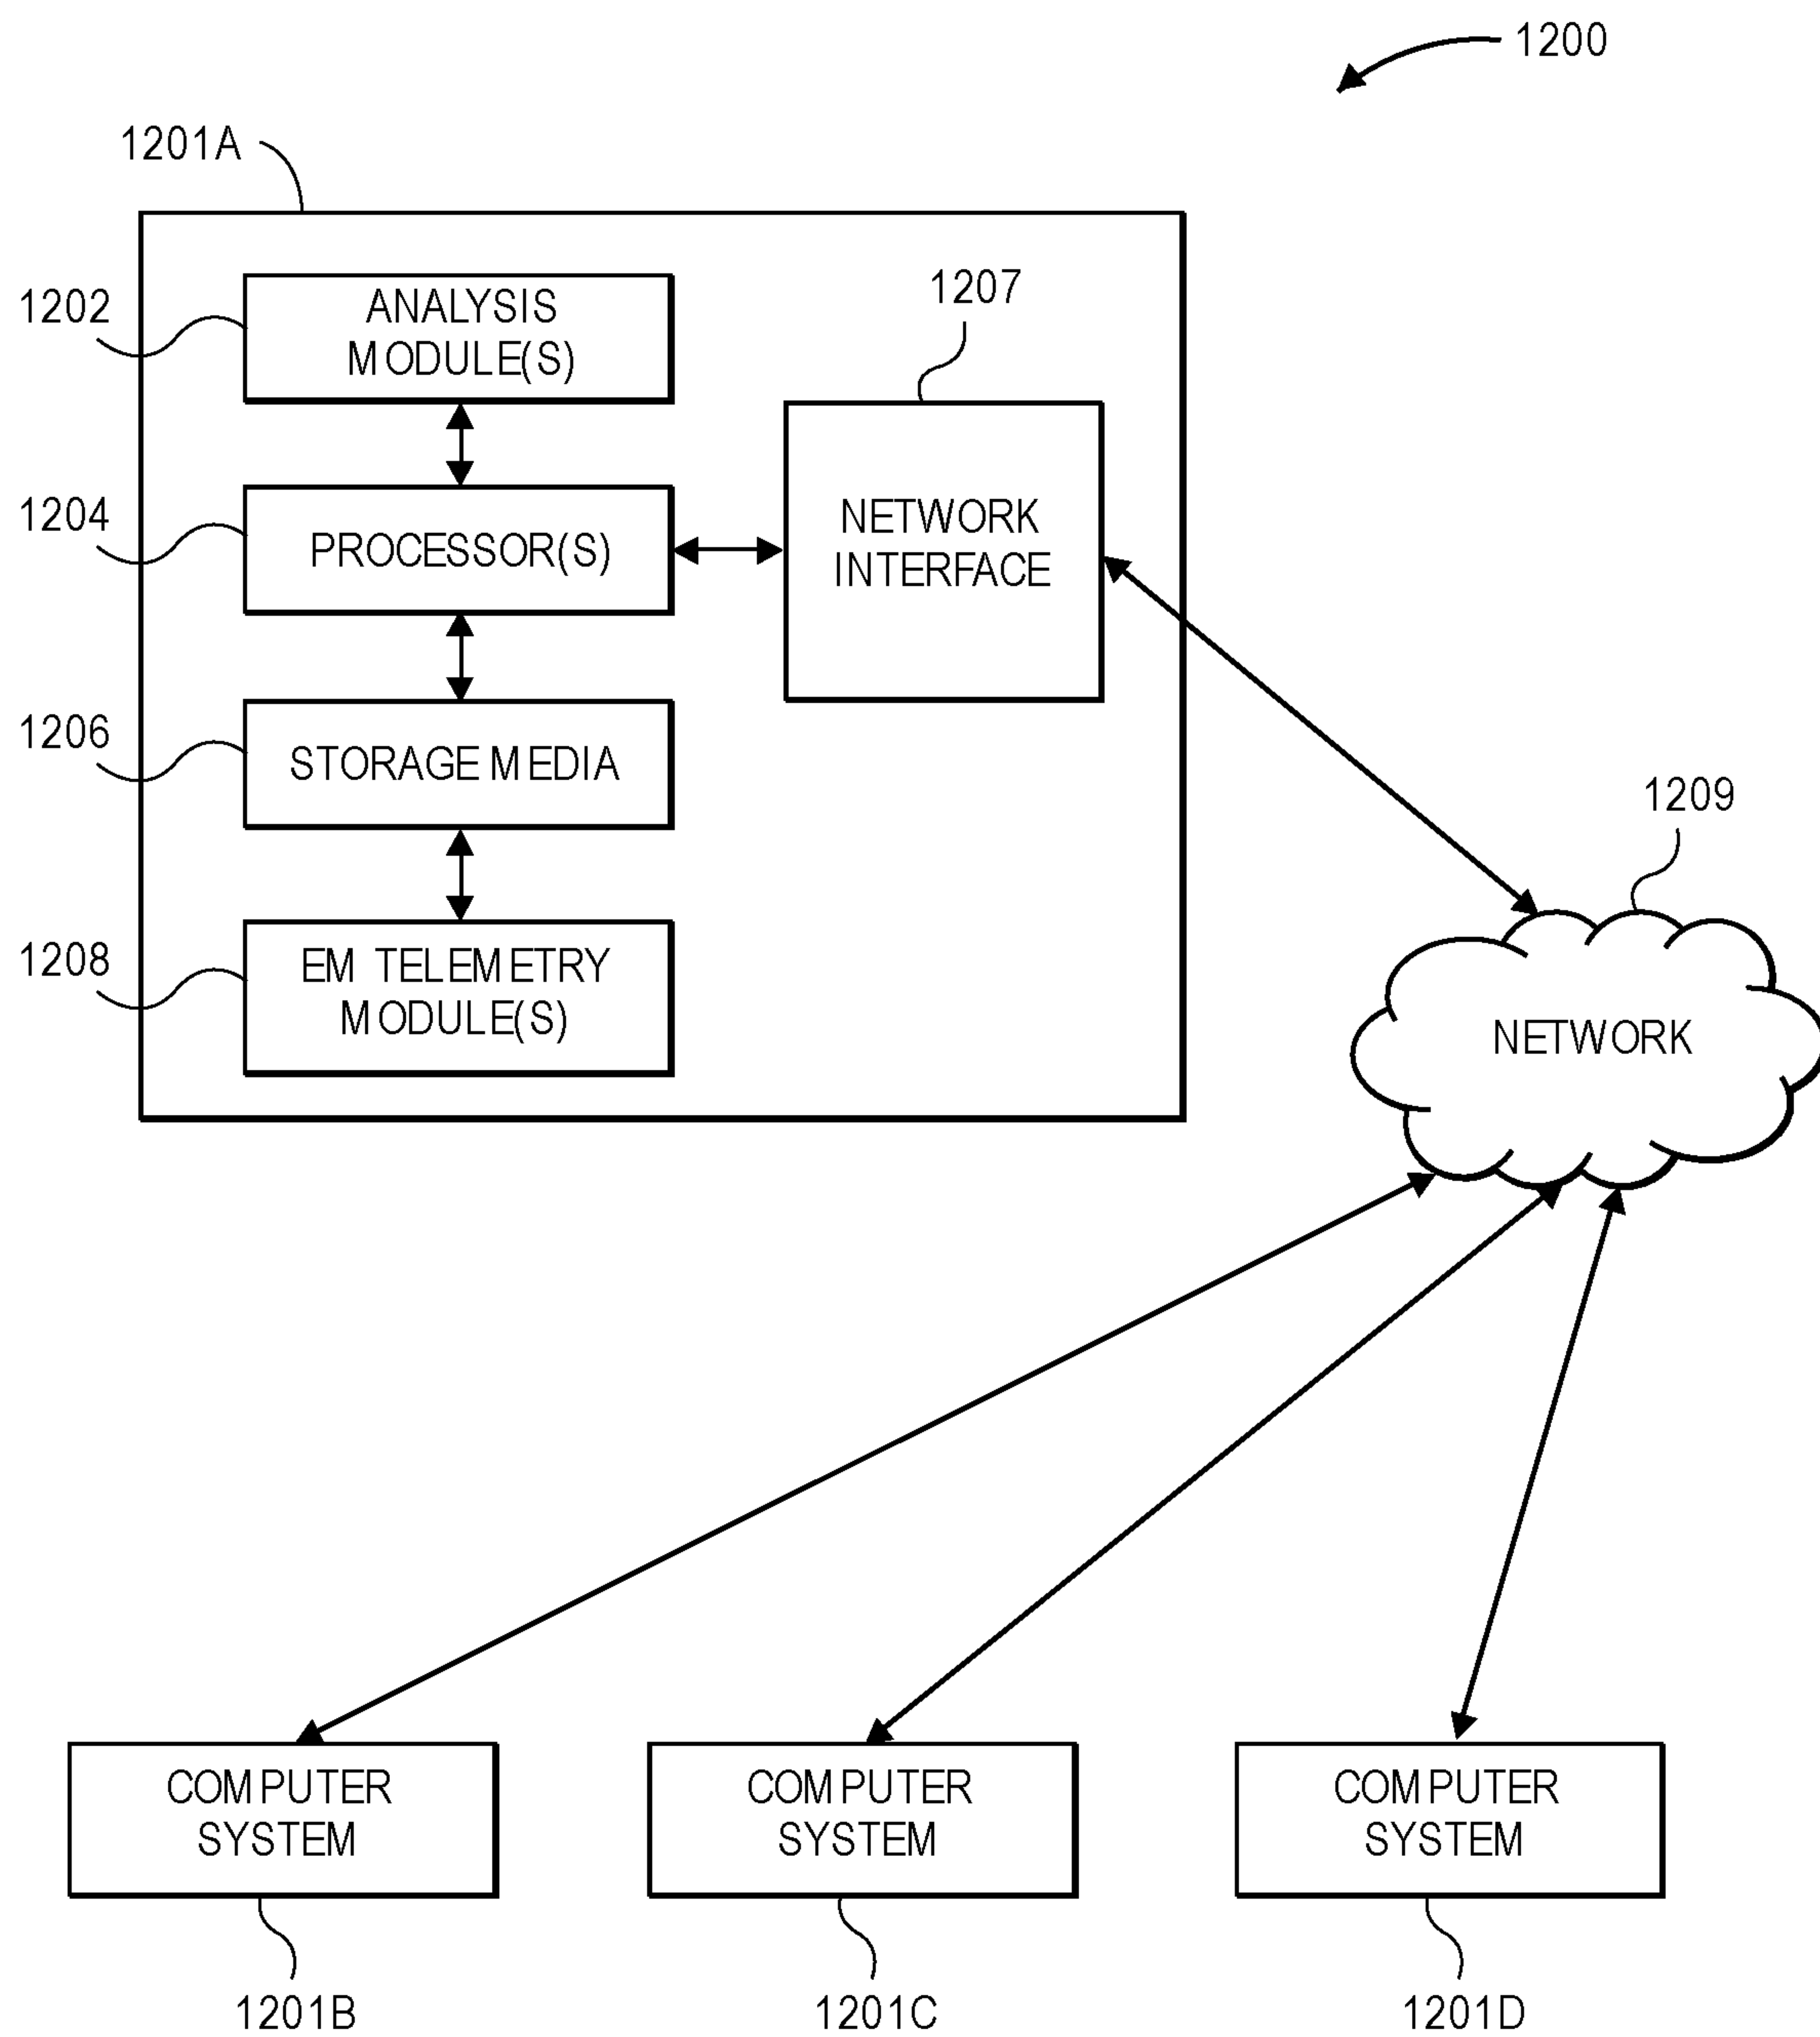 1200
1201A
1202
ANALYSIS
MODULE(S)
1207
1204
PROCESSOR(S)
NETWORK
INTERFACE
1206
STORAGE MEDIA
1209
1208
EM TELEMETRY
MODULE(S)
NETWORK
COMPUTER
SYSTEM
COMPUTER
SYSTEM
COMPUTER
SYSTEM
1201B
1201C
1201D